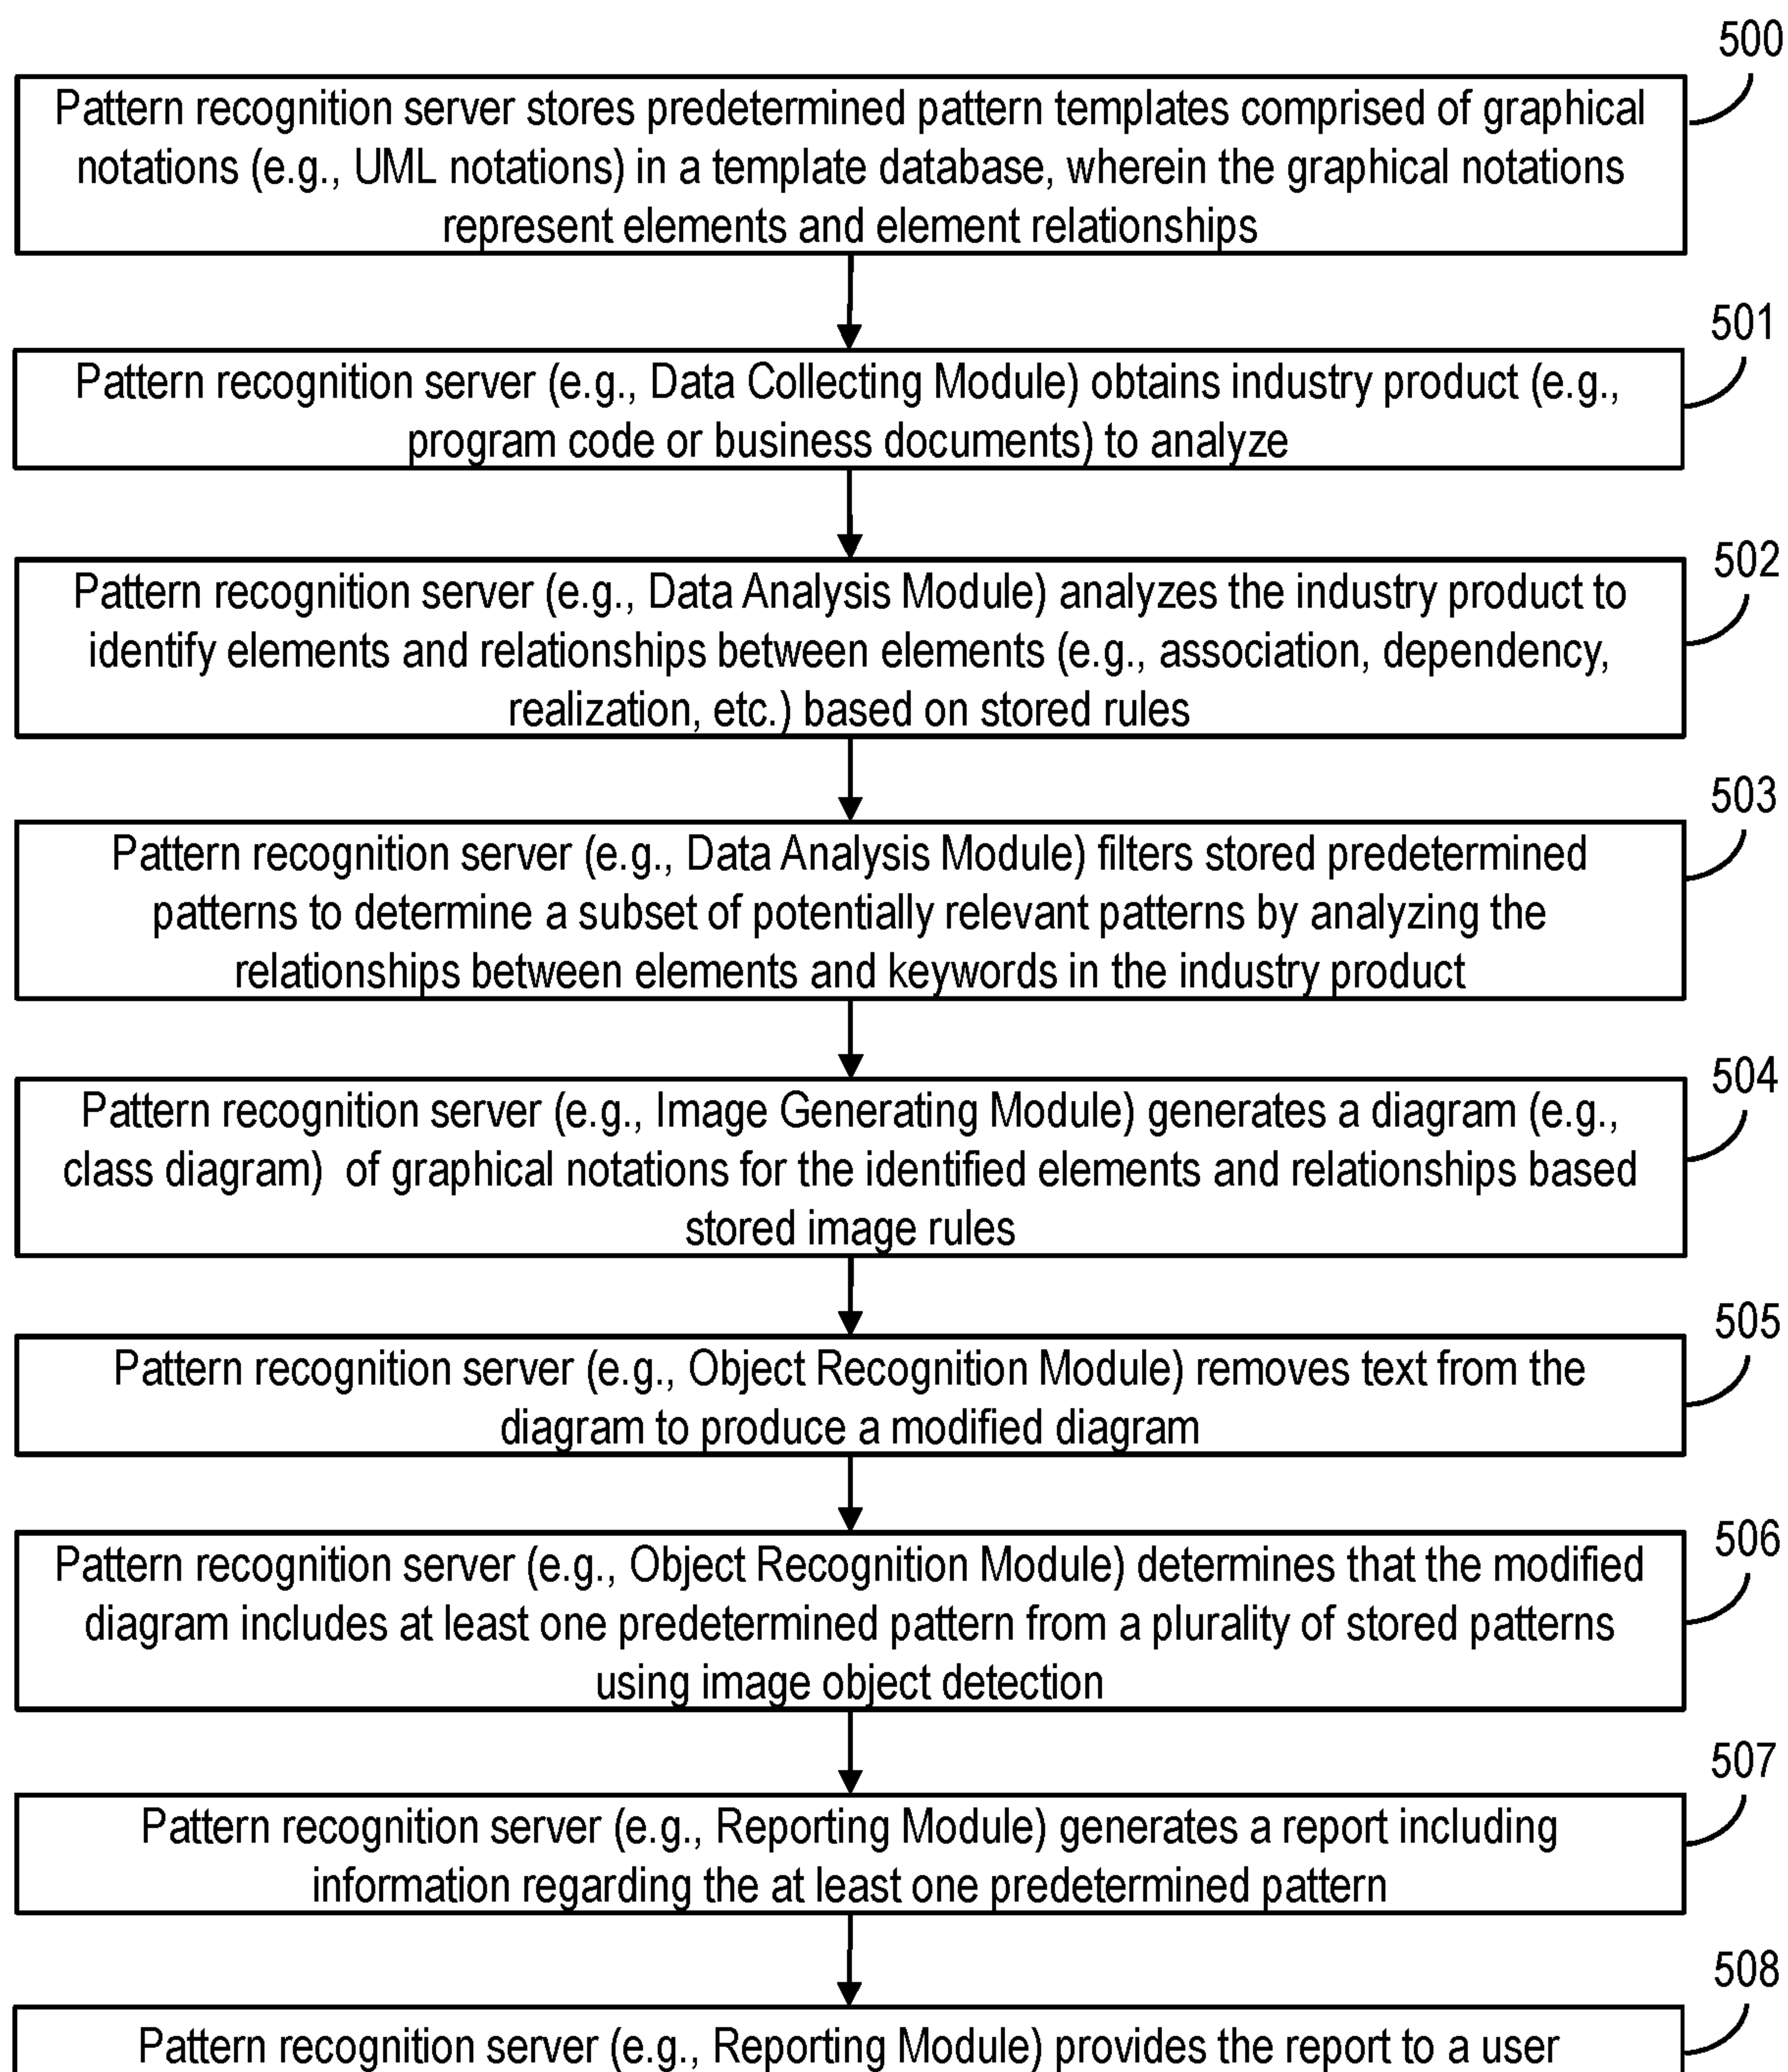 500
Pattern recognition server stores predetermined pattern templates comprised of graphical
notations (e.g., UML notations) in a template database, wherein the graphical notations
represent elements and element relationships
501
Pattern recognition server (e.g., Data Collecting Module) obtains industry product (e.g.,
program code or business documents) to analyze
502
Pattern recognition server (e.g., Data Analysis Module) analyzes the industry product to
identify elements and relationships between elements (e.g., association, dependency,
realization, etc.) based on stored rules
503
Pattern recognition server (e.g., Data Analysis Module) filters stored predetermined
patterns to determine a subset of potentially relevant patterns by analyzing the
relationships between elements and keywords in the industry product
504
Pattern recognition server (e.g., Image Generating Module) generates a diagram (e.g.,
class diagram) of graphical notations for the identified elements and relationships based
stored image rules
505
Pattern recognition server (e.g., Object Recognition Module) removes text from the
diagram to produce a modified diagram
506
Pattern recognition server (e.g., Object Recognition Module) determines that the modified
diagram includes at least one predetermined pattern from a plurality of stored patterns
using image object detection
507
Pattern recognition server (e.g., Reporting Module) generates a report including
information regarding the at least one predetermined pattern
508
Pattern recognition server (e.g., Reporting Module) provides the report to a user